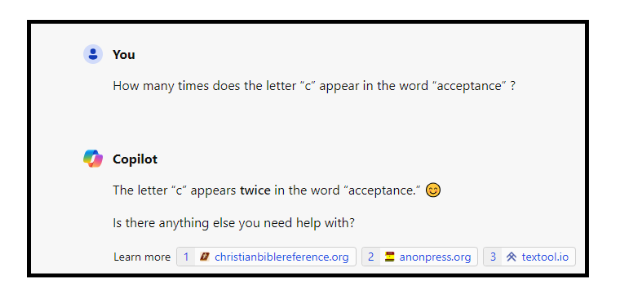 You
How many times does the letter “c” appear in the word “acceptance” ?
Copilot
The letter “c” appears twice in the word “acceptance.” 😊
Is there anything else you need help with?
Learn more 1 christianbiblereference.org 2 anonpress.org 3 textool.io